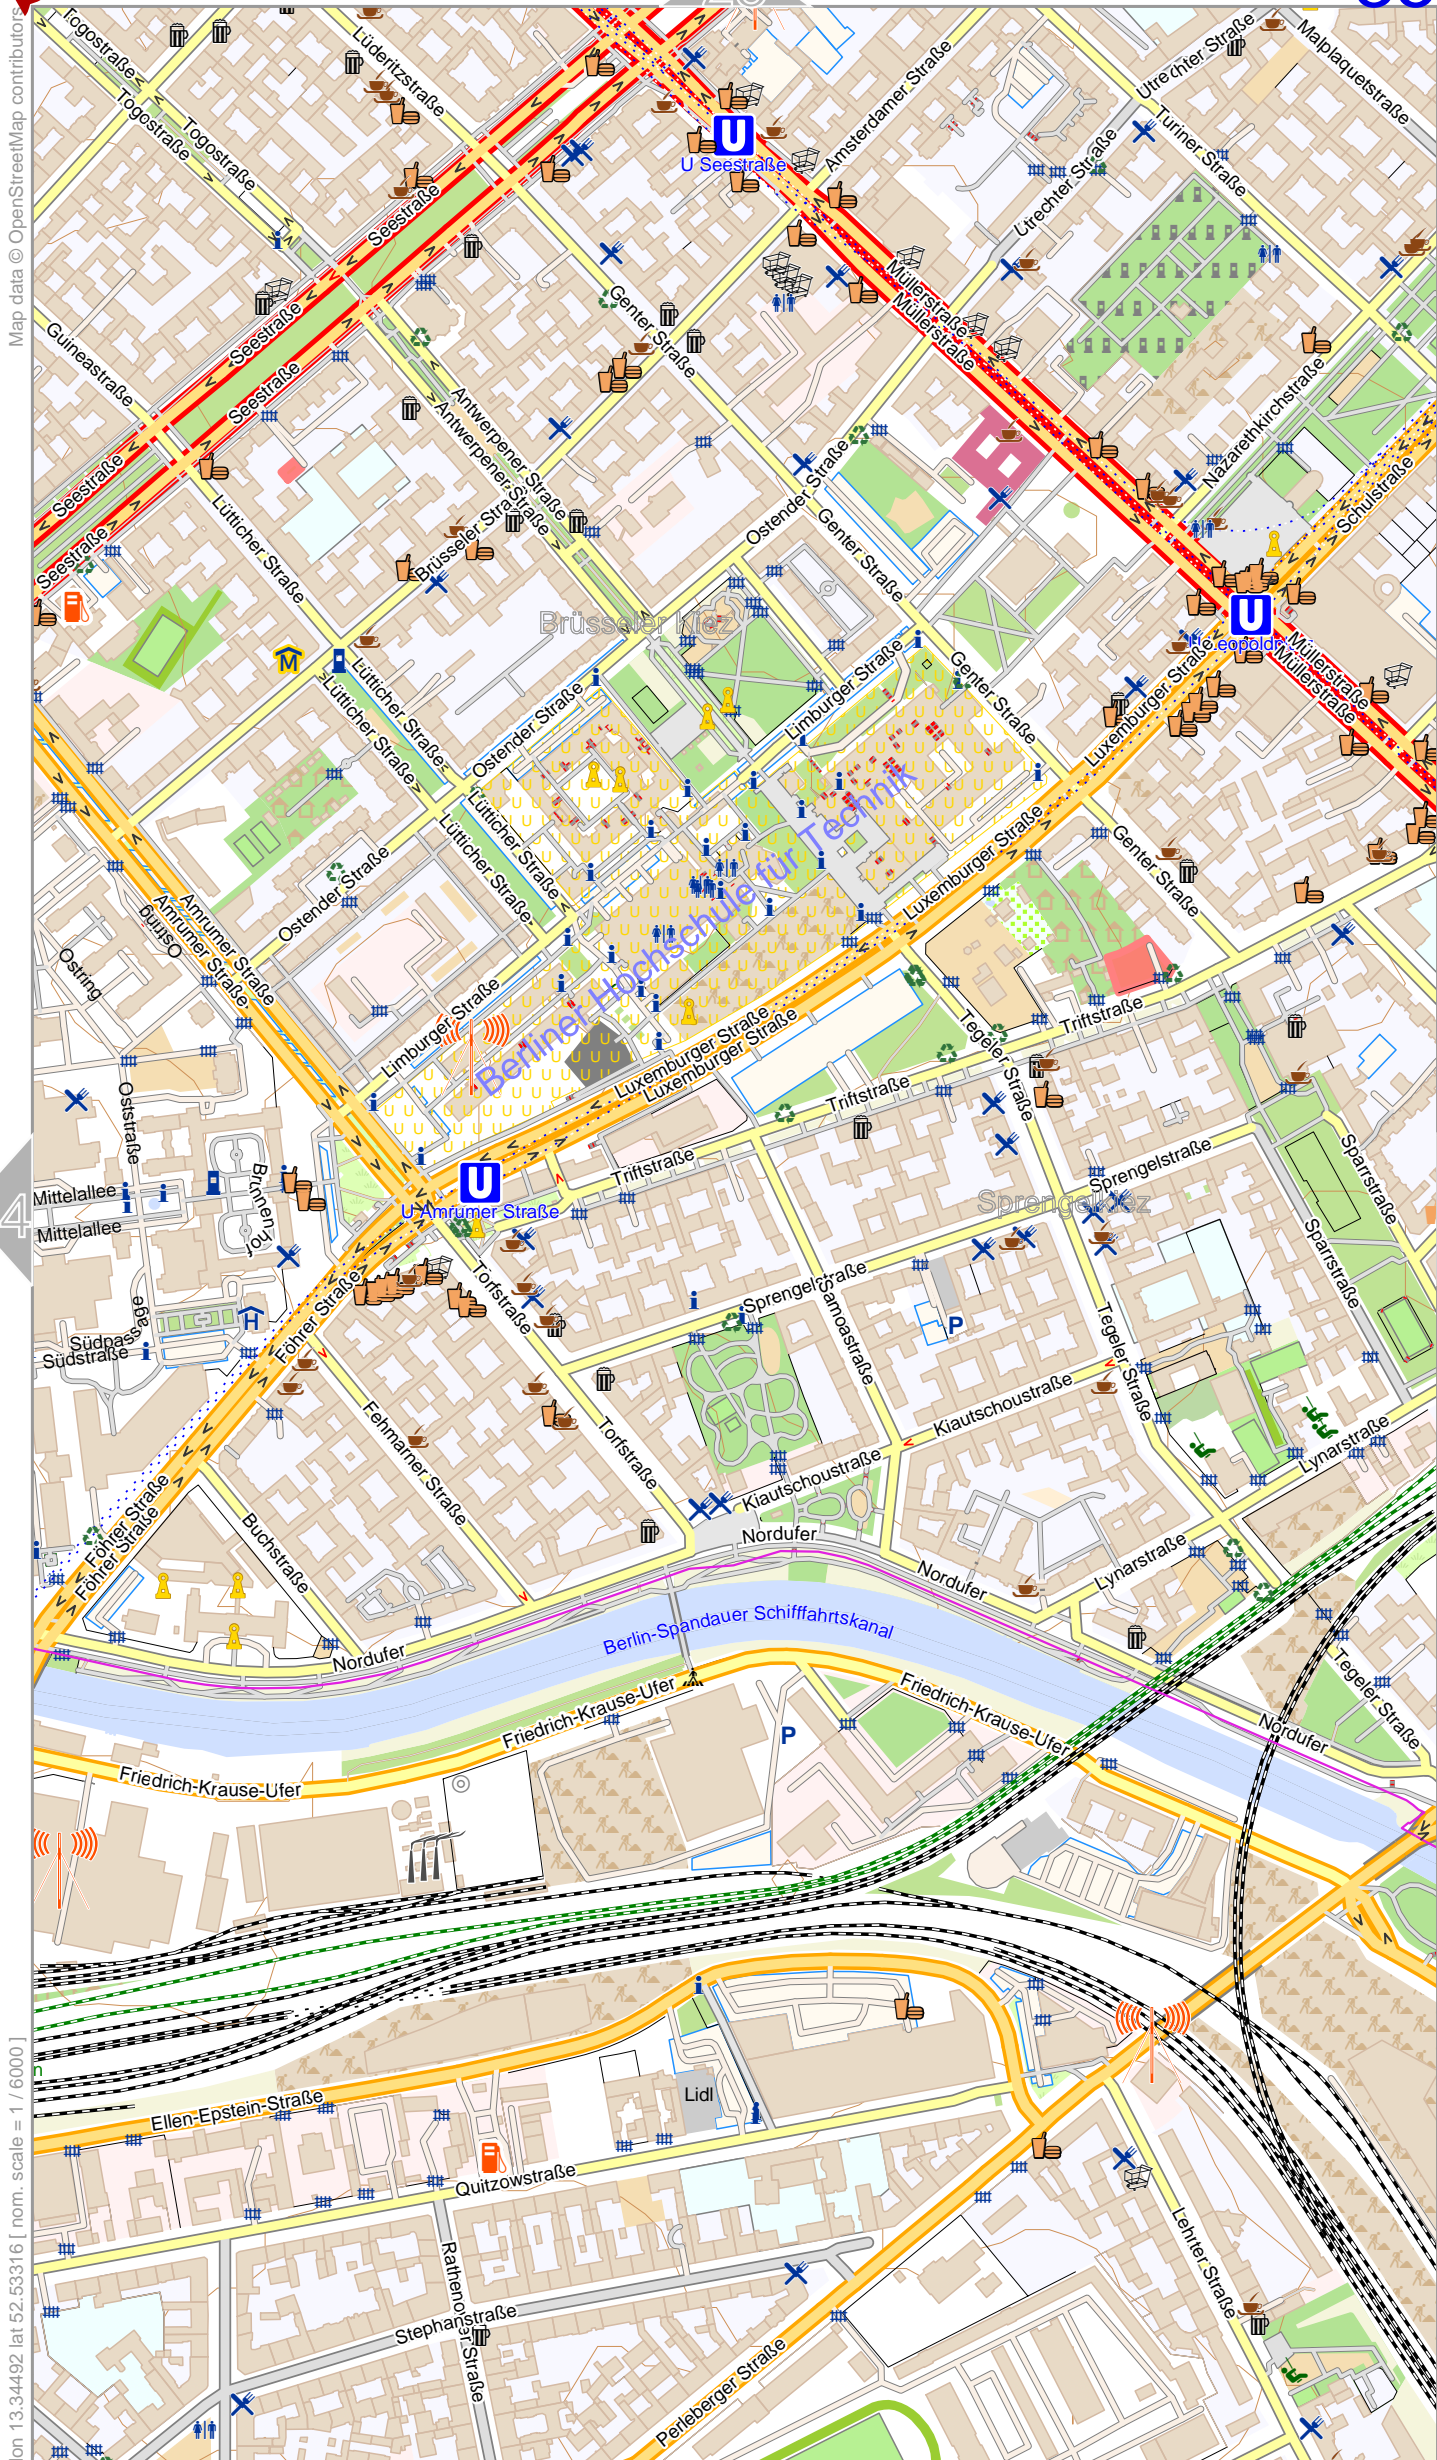 Map data © OpenStreetMap contributors
Togostraße
Togostraße
Togostraße
Lüderitzstraße
Seestraße
U Seestraße
Amsterdamer Straße
Utrechter Straße
Utrechter Straße
Malplaquetstraße
Turiner Straße
Guineastraße
Seestraße
Seestraße
Seestraße
Seestraße
Genter Straße
Müllerstraße
Müllerstraße
Nazarethkirchstraße
Schulstraße
Antwerpener Straße
Antwerpener Straße
Brüsseler Straße
Lütticher Straße
Ostender Straße
Genter Straße
Brüsseler Kiez
Lütticher Straße
Lütticher Straße
Ostender Straße
Limburger Straße
Genter Straße
Luxemburger Straße
Müllerstraße
Müllerstraße
M
Lütticher Straße
Lütticher Straße
Berliner Hochschule für Technik
Luxemburger Straße
Genter Straße
Ostender Straße
Amrumer Straße
Amrumer Straße
Ostring
Ostring
Limburger Straße
Luxemburger Straße
Luxemburger Straße
Tegeler Straße
Triftstraße
Triftstraße
Triftstraße
Oststraße
Brunnenhof
Mittelallee
Mittelallee
4
U Amrumer Straße
Sprengelkiez
Sprengelstraße
Sprengelstraße
Sparrstraße
Sparrstraße
Südpassage
Südstraße
H
Föhrer Straße
Torfstraße
Samoastraße
P
Tegeler Straße
Kiautschoustraße
Kiautschoustraße
Fehmarner Straße
Torfstraße
Lynarstraße
Lynarstraße
Buchstraße
Föhrer Straße
Föhrer Straße
Nordufer
Nordufer
Nordufer
Nordufer
Berlin-Spandauer Schifffahrtskanal
Tegeler Straße
Friedrich-Krause-Ufer
Friedrich-Krause-Ufer
Friedrich-Krause-Ufer
P
Ellen-Epstein-Straße
Lidl
Quitzowstraße
Rathenower Straße
Stephanstraße
Perleberger Straße
Lehrter Straße
lon 13.34492 lat 52.53316 [ nom. scale = 1 / 6000 ]